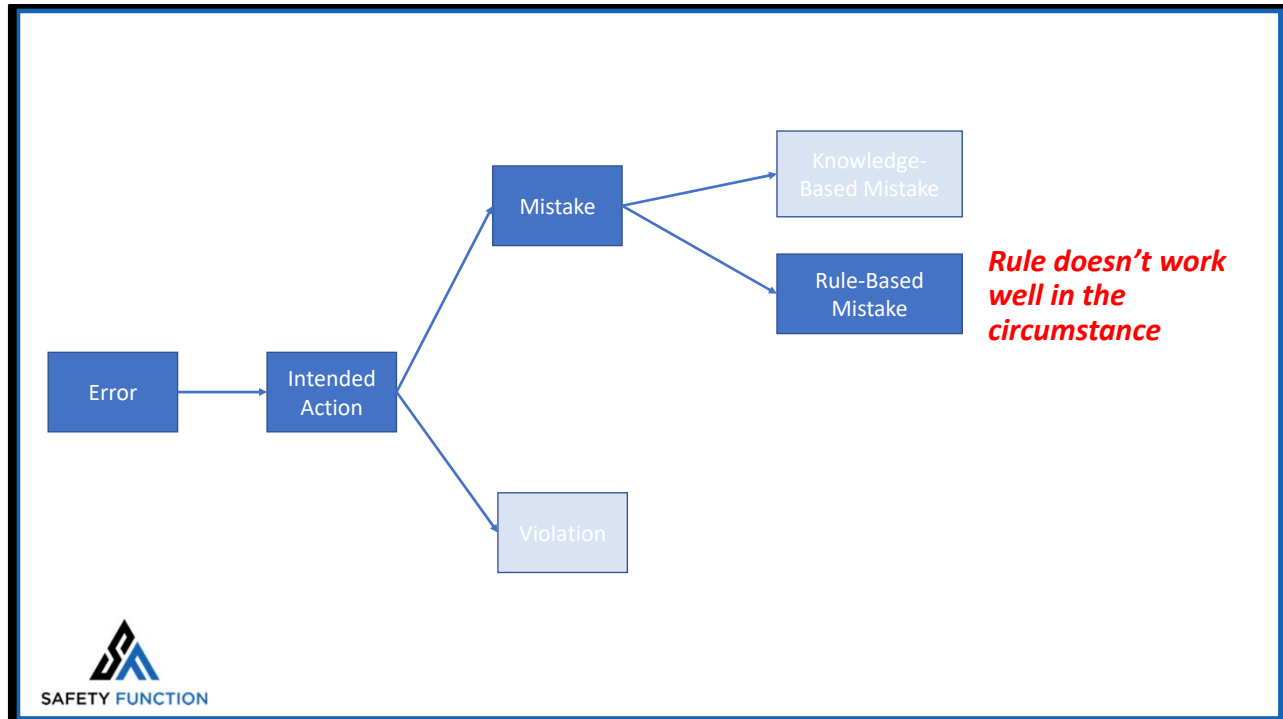 Error
Intended
Action
Mistake
Violation
Knowledge-
Based Mistake
Rule-Based
Mistake
Rule doesn’t work
well in the
circumstance
SAFETY FUNCTION